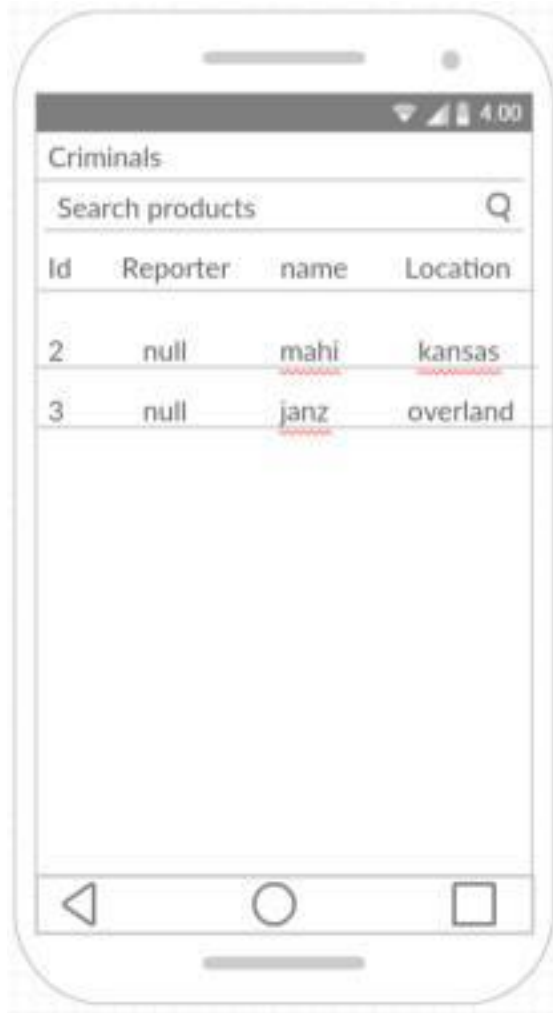 4.00
Criminals
Search products
Id Reporter name Location
2 null mahi kansas
3 null janz overland